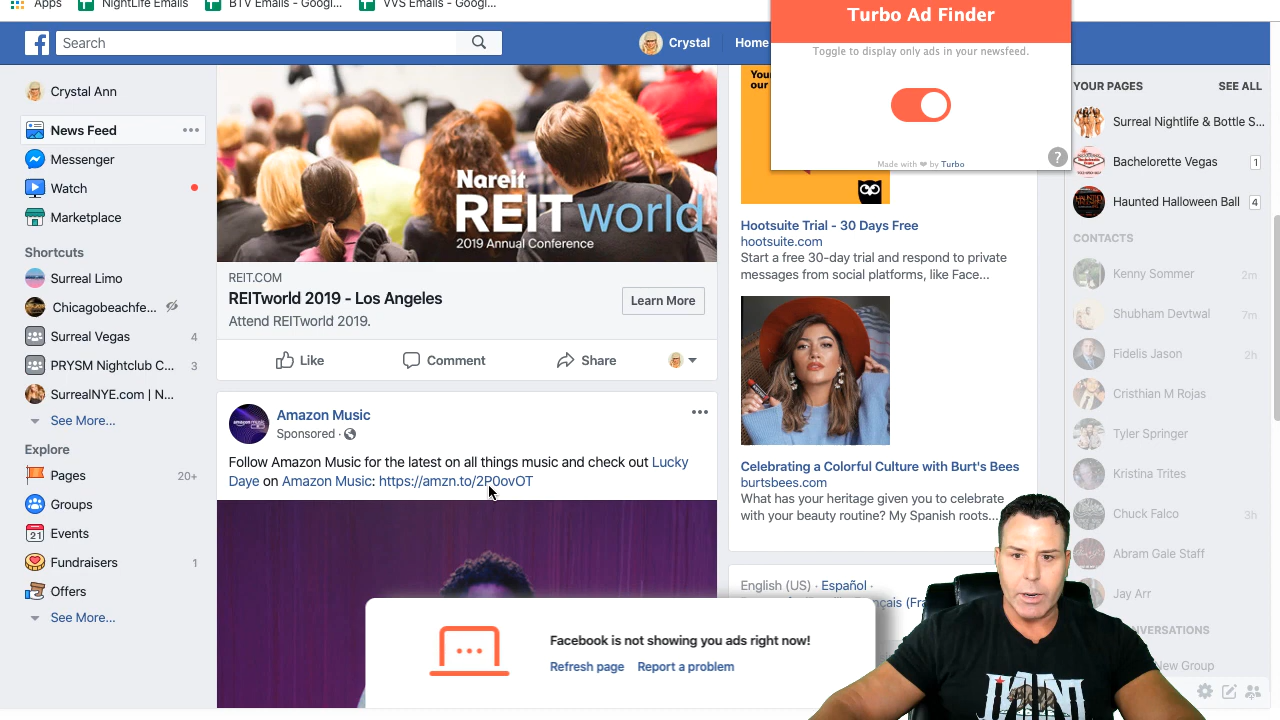 Apps
NightLife Emails
BTV Emails - Googl...
VVS Emails - Googl...
Search
Crystal
Home
Turbo Ad Finder
Toggle to display only ads in your newsfeed.
Made with ❤ by Turbo
?
Crystal Ann
News Feed
Messenger
Watch
Marketplace
Shortcuts
Surreal Limo
Chicagobeachfe...
Surreal Vegas 4
PRYSM Nightclub C... 3
SurrealNYE.com | N...
See More...
Explore
Pages 20+
Groups
Events
Fundraisers 1
Offers
See More...
Nareit
REITworld
2019 Annual Conference
REIT.COM
REITworld 2019 - Los Angeles
Attend REITworld 2019.
Learn More
Like
Comment
Share
Amazon Music
Sponsored ·
Follow Amazon Music for the latest on all things music and check out Lucky
Daye on Amazon Music: https://amzn.to/2P0ovOT
Facebook is not showing you ads right now!
Refresh page
Report a problem
Hootsuite Trial - 30 Days Free
hootsuite.com
Start a free 30-day trial and respond to private
messages from social platforms, like Face...
Celebrating a Colorful Culture with Burt's Bees
burtsbees.com
What has your heritage given you to celebrate
with your beauty routine? My Spanish roots...
English (US) · Español ·
YOUR PAGES SEE ALL
Surreal Nightlife & Bottle S...
Bachelorette Vegas 1
Haunted Halloween Ball 4
CONTACTS
Kenny Sommer 2m
Shubham Devtwal 7m
Fidelis Jason 2h
Cristhian M Rojas
Tyler Springer
Kristina Trites
Chuck Falco 3h
Abram Gale Staff
Jay Arr
New Group